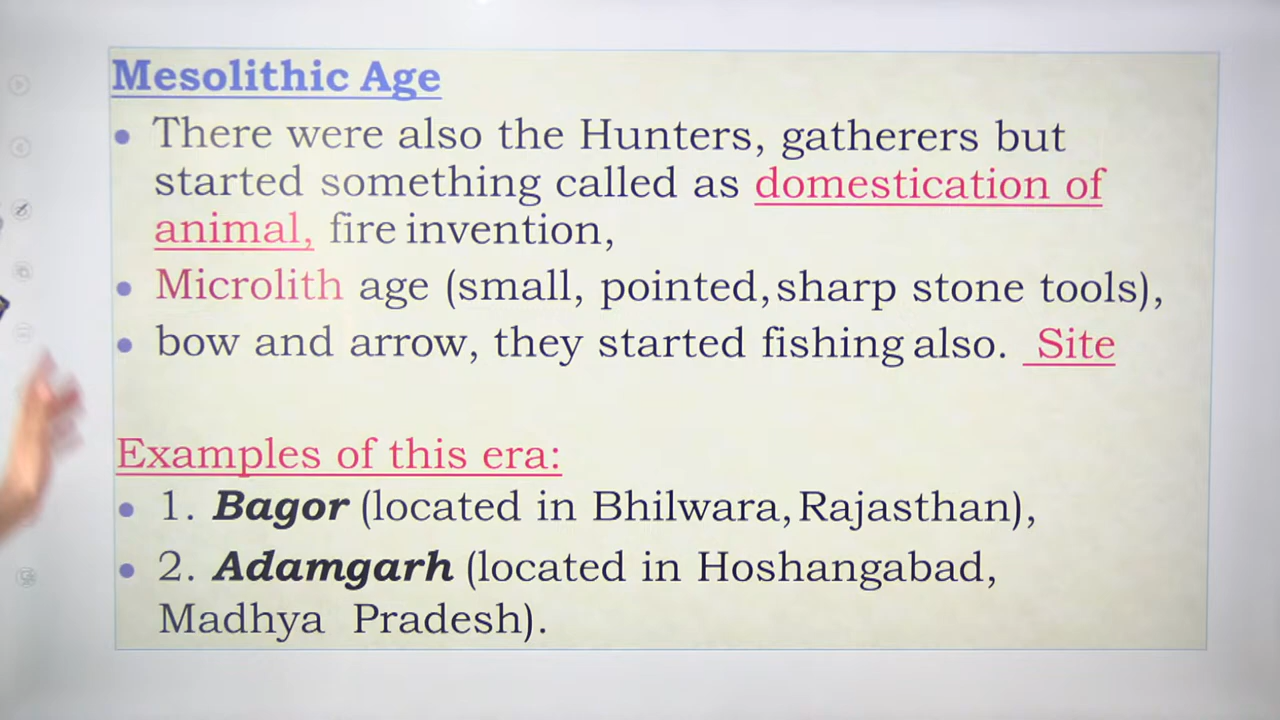 Mesolithic Age
• There were also the Hunters, gatherers but
started something called as domestication of
animal, fire invention,
• Microlith age (small, pointed, sharp stone tools),
• bow and arrow, they started fishing also. Site
Examples of this era:
• 1. Bagor (located in Bhilwara, Rajasthan),
• 2. Adamgarh (located in Hoshangabad,
Madhya Pradesh).